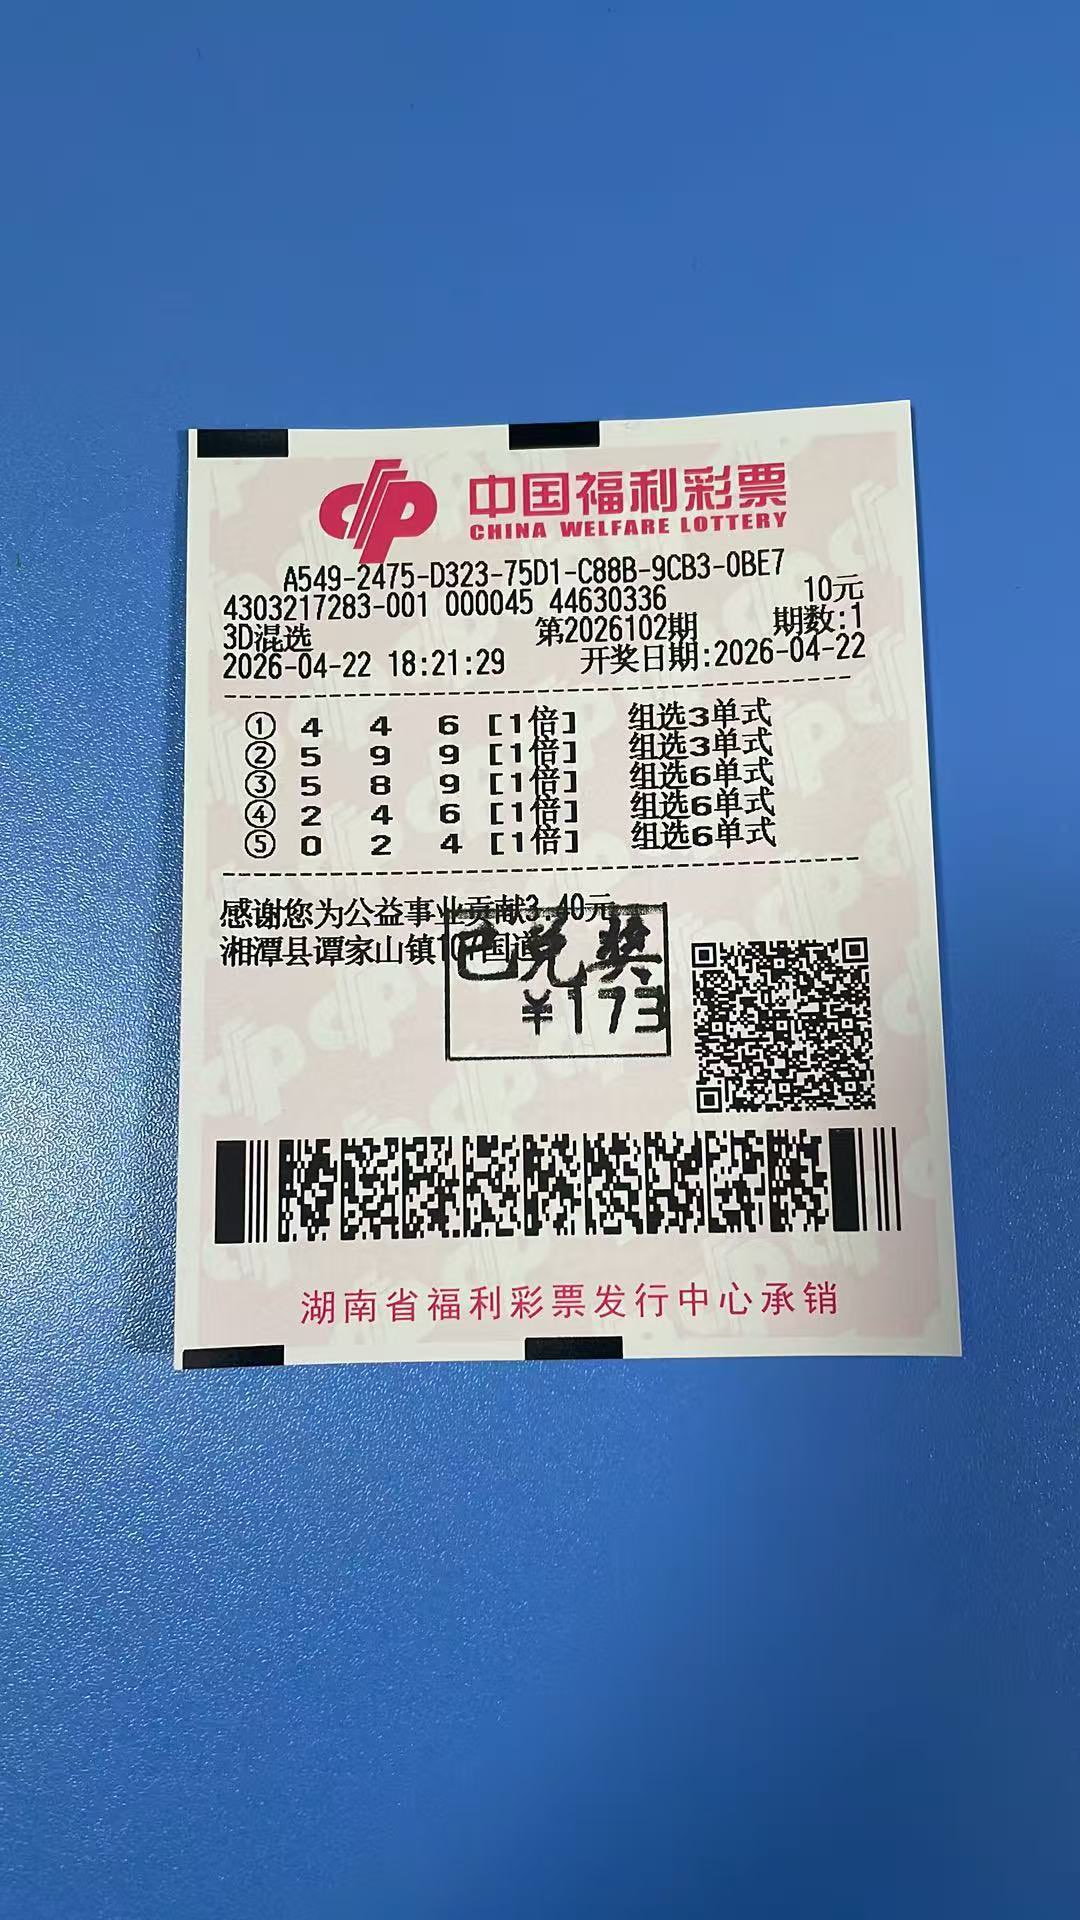 中国福利彩票
CHINA WELFARE LOTTERY
A549-2475-D323-75D1-C88B-9CB3-0BE7
4303217283-001 000045 44630336 10元
3D混选 第2026102期 期数:1
2026-04-22 18:21:29 开奖日期:2026-04-22
① 4 4 6 [1倍] 组选3单式
② 5 9 9 [1倍] 组选3单式
③ 5 8 9 [1倍] 组选6单式
④ 2 4 6 [1倍] 组选6单式
⑤ 0 2 4 [1倍] 组选6单式
感谢您为公益事业贡献3.40元
湘潭县谭家山镇107国道
已兑奖
¥173
湖南省福利彩票发行中心承销